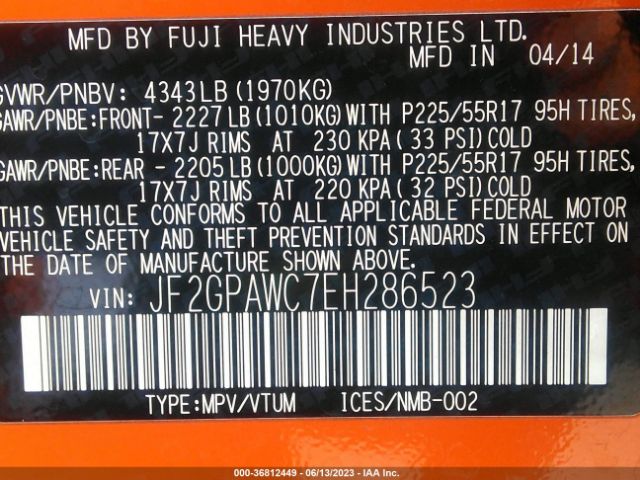 MFD BY FUJI HEAVY INDUSTRIES LTD.
MFD IN 04/14
GVWR/PNBV: 4343LB (1970KG)
GAWR/PNBE:FRONT- 2227 LB (1010KG) WITH P225/55R17 95H TIRES,
17X7J RIMS AT 230 KPA (33 PSI) COLD
GAWR/PNBE:REAR - 2205 LB (1000KG) WITH P225/55R17 95H TIRES,
17X7J RIMS AT 220 KPA (32 PSI) COLD
THIS VEHICLE CONFORMS TO ALL APPLICABLE FEDERAL MOTOR
VEHICLE SAFETY AND THEFT PREVENTION STANDARDS IN EFFECT ON
THE DATE OF MANUFACTURE SHOWN ABOVE.
VIN: JF2GPAWC7EH286523
TYPE:MPV/VTUM ICES/NMB-002
000-36812449 - 06/13/2023 - IAA Inc.